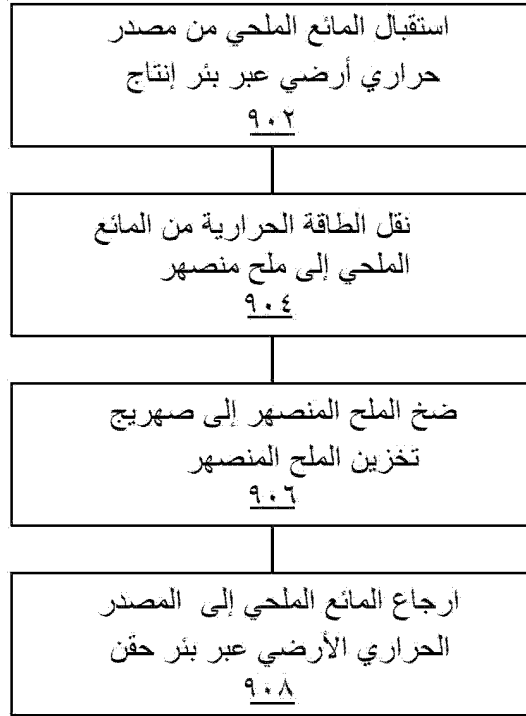 استقبال المائع الملحي من مصدر
حراري أرضي عبر بئر إنتاج
٩٠٢
نقل الطاقة الحرارية من المائع
الملحي إلى ملح منصهر
٩٠٤
ضخ الملح المنصهر إلى صهريج
تخزين الملح المنصهر
٩٠٦
ارجاع المائع الملحي إلى المصدر
الحراري الأرضي عبر بئر حقن
٩٠٨